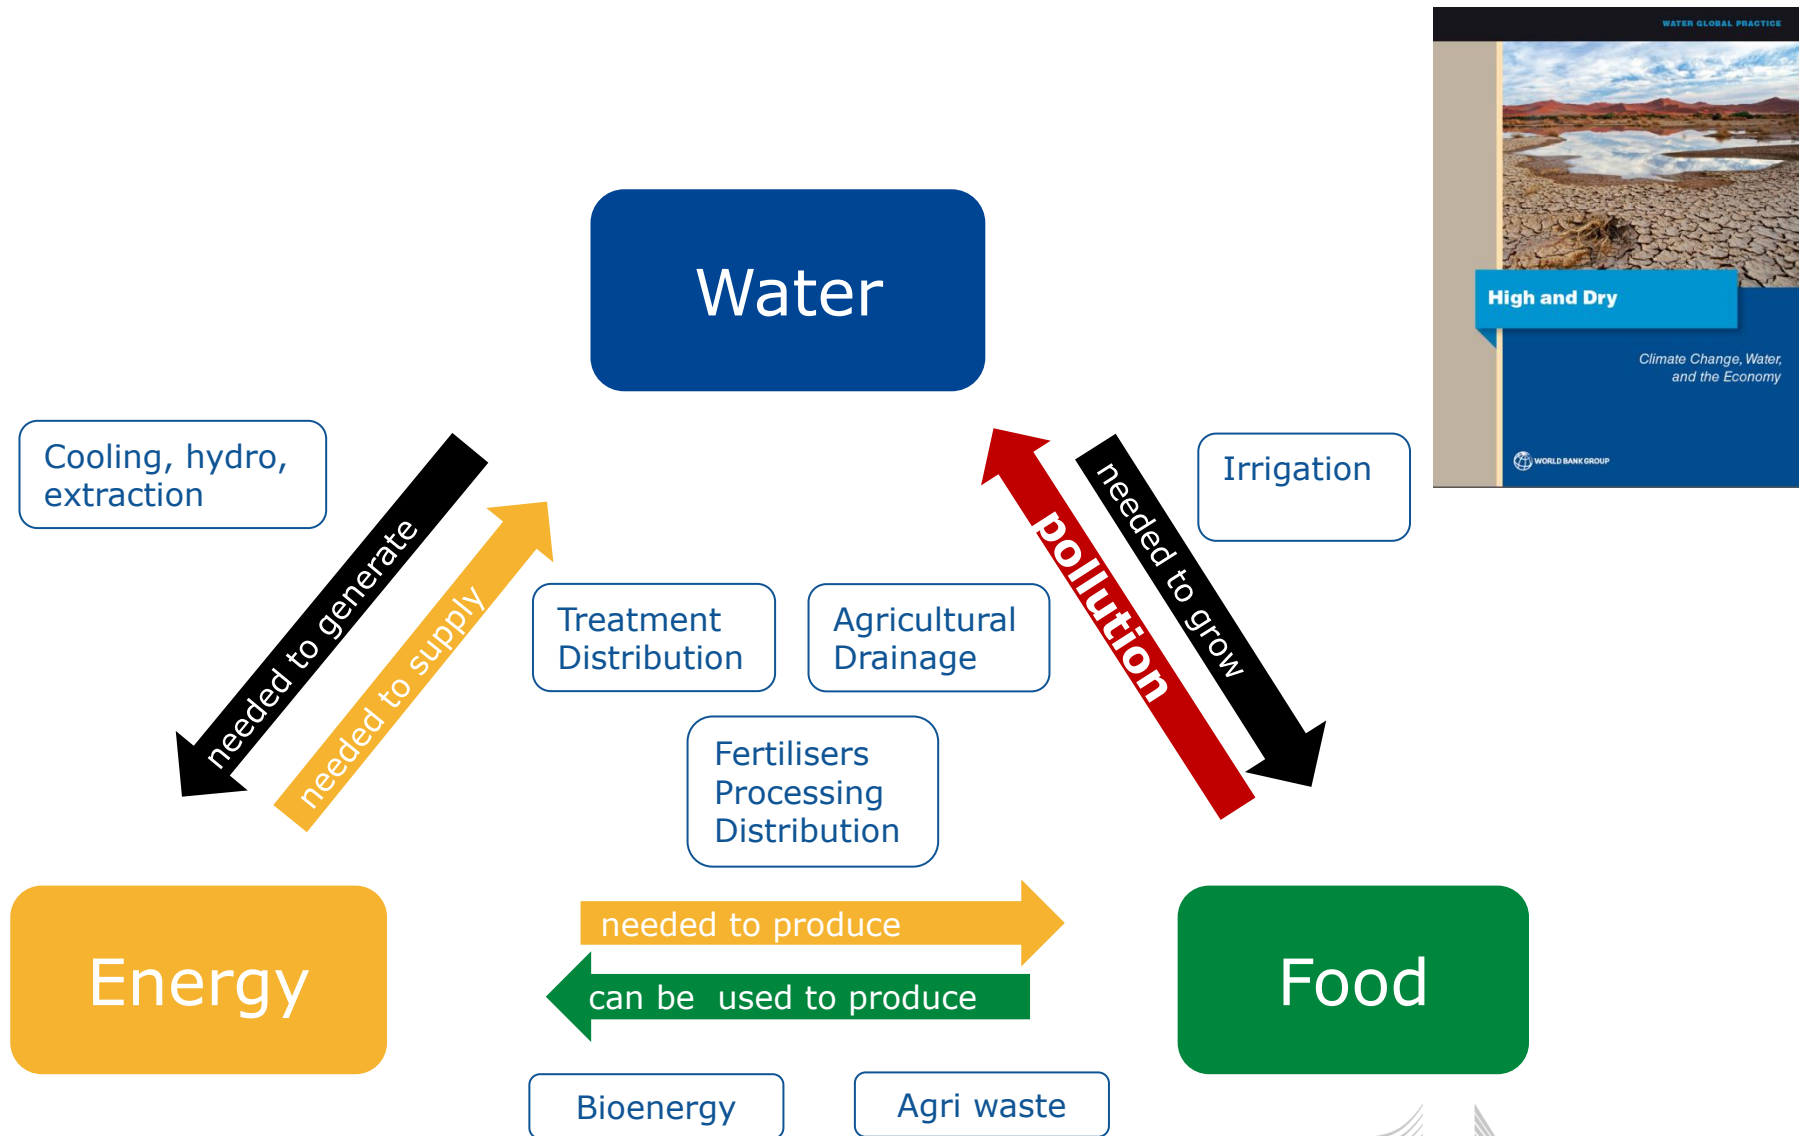 WATER GLOBAL PRACTICE
High and Dry
Climate Change, Water,
and the Economy
WORLD BANK GROUP
Water
Cooling, hydro,
extraction
needed to generate
needed to supply
Treatment
Distribution
Agricultural
Drainage
pollution
needed to grow
Irrigation
Fertilisers
Processing
Distribution
needed to produce
can be used to produce
Energy
Food
Bioenergy
Agri waste